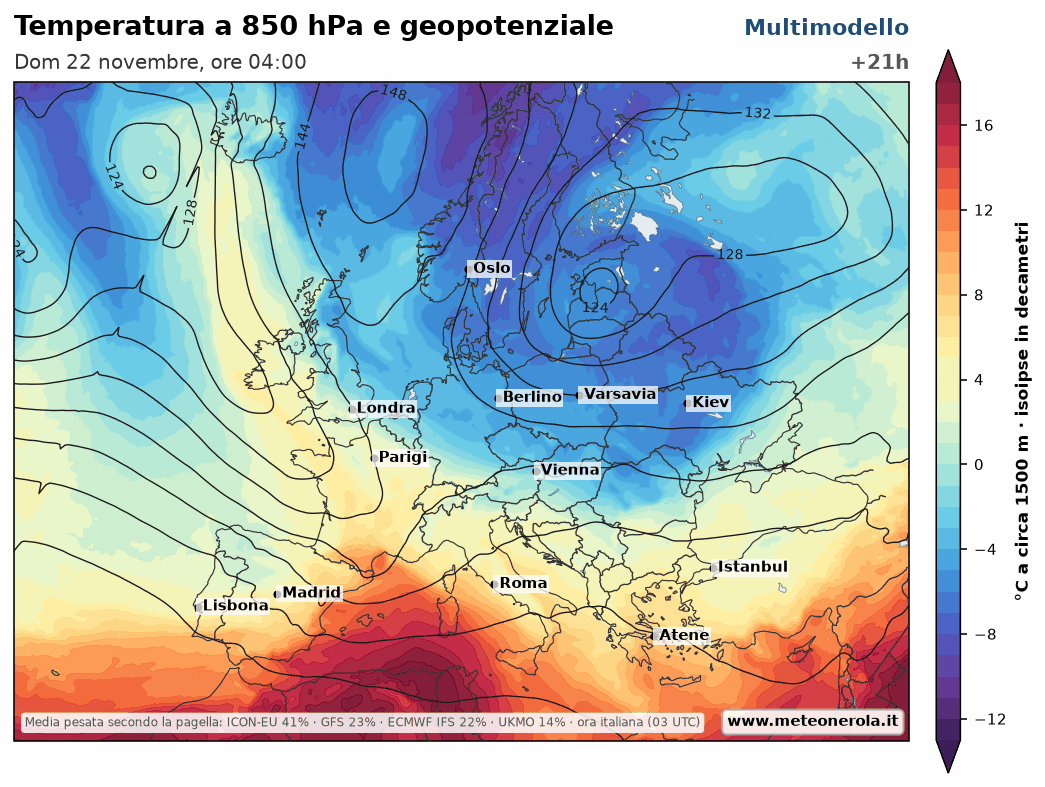 Temperatura a 850 hPa e geopotenziale
Multimodello
Dom 22 novembre, ore 04:00
+21h
148
144
132
124
128
24
128
124
Oslo
Berlino
Varsavia
Kiev
Londra
Parigi
Vienna
Istanbul
Roma
Madrid
Lisbona
Atene
16
12
8
4
0
−4
−8
−12
°C a circa 1500 m · isoipse in decametri
Media pesata secondo la pagella: ICON-EU 41% · GFS 23% · ECMWF IFS 22% · UKMO 14% · ora italiana (03 UTC)
www.meteonerola.it